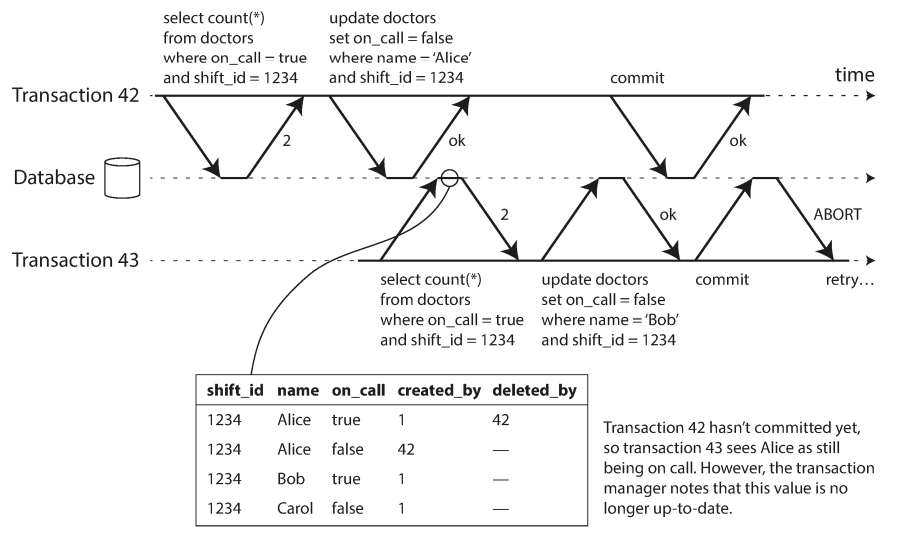 select count(*)
from doctors
where on_call = true
and shift_id = 1234
update doctors
set on_call = false
where name = ‘Alice’
and shift_id = 1234
commit
time
Transaction 42
2
ok
ok
Database
2
ok
ABORT
Transaction 43
select count(*)
from doctors
where on_call = true
and shift_id = 1234
update doctors
set on_call = false
where name = ‘Bob’
and shift_id = 1234
commit
retry…
shift_id name on_call created_by deleted_by
1234 Alice true 1 42
1234 Alice false 42 —
1234 Bob true 1 —
1234 Carol false 1 —
Transaction 42 hasn’t committed yet,
so transaction 43 sees Alice as still
being on call. However, the transaction
manager notes that this value is no
longer up-to-date.